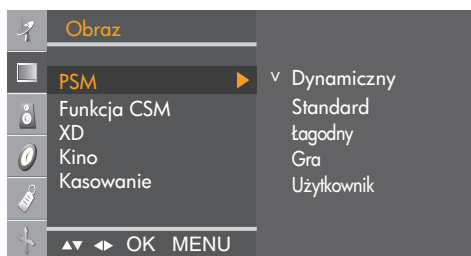 Obraz
PSM
Funkcja CSM
XD
Kino
Kasowanie
v Dynamiczny
Standard
Łagodny
Gra
Użytkownik
OK MENU